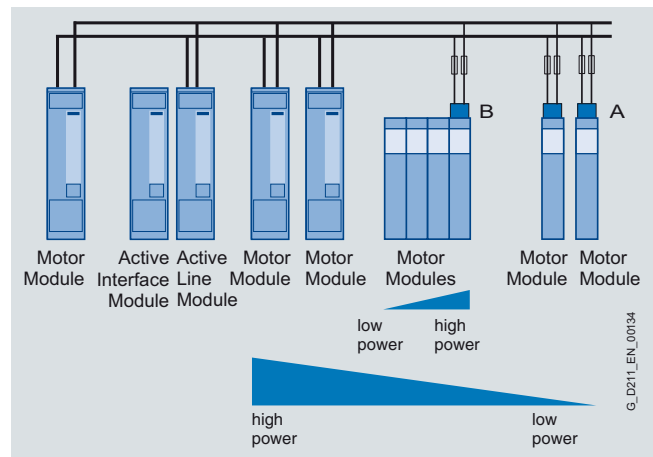 B
A
Motor Module
Active Interface Module
Active Line Module
Motor Module
Motor Module
Motor Modules
Motor Module
Motor Module
low power
high power
high power
low power
G_D211_EN_00134